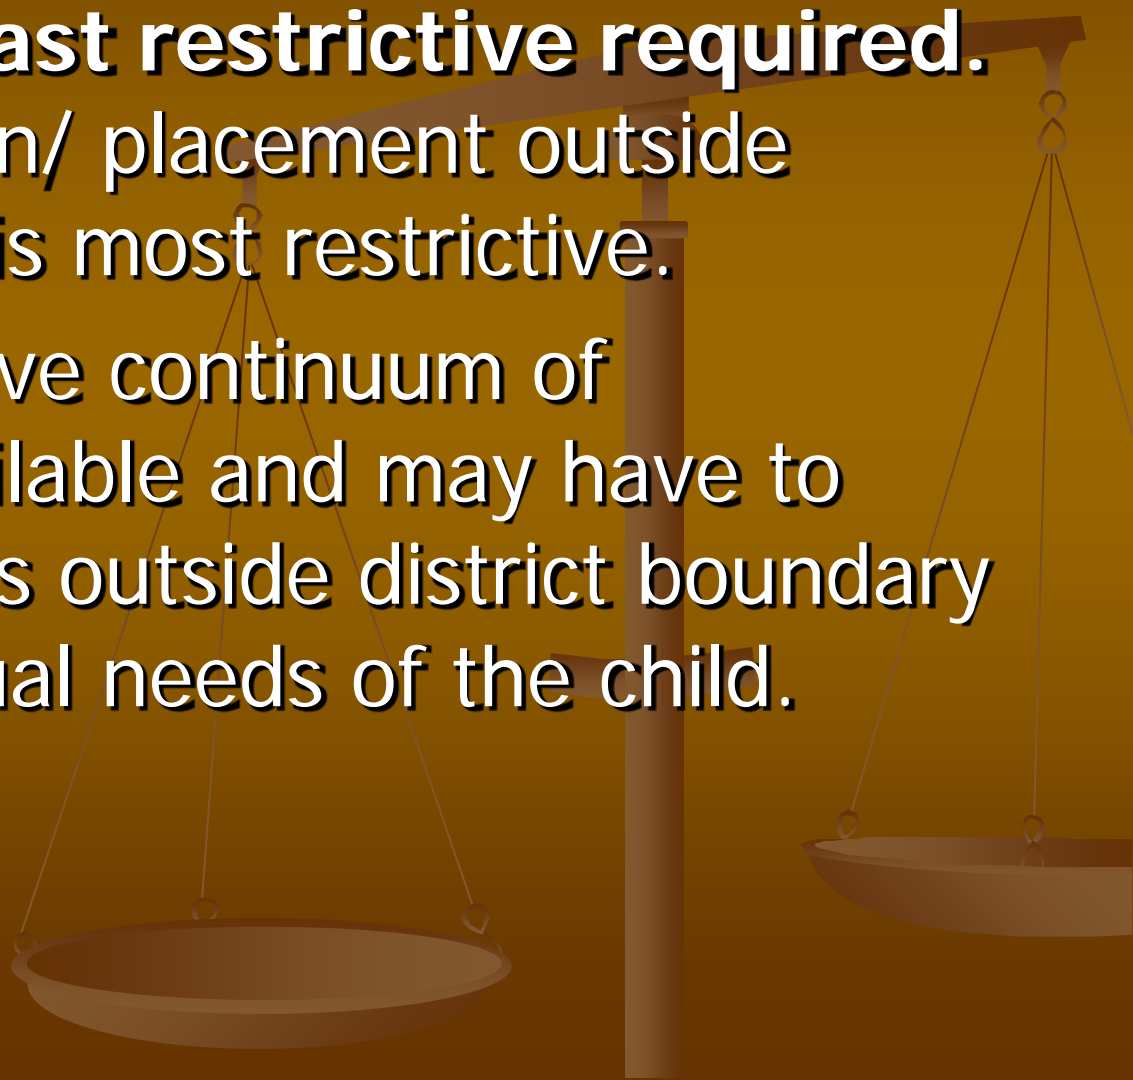 ast restrictive required.
n/ placement outside
is most restrictive.
ve continuum of
ilable and may have to
s outside district boundary
ual needs of the child.